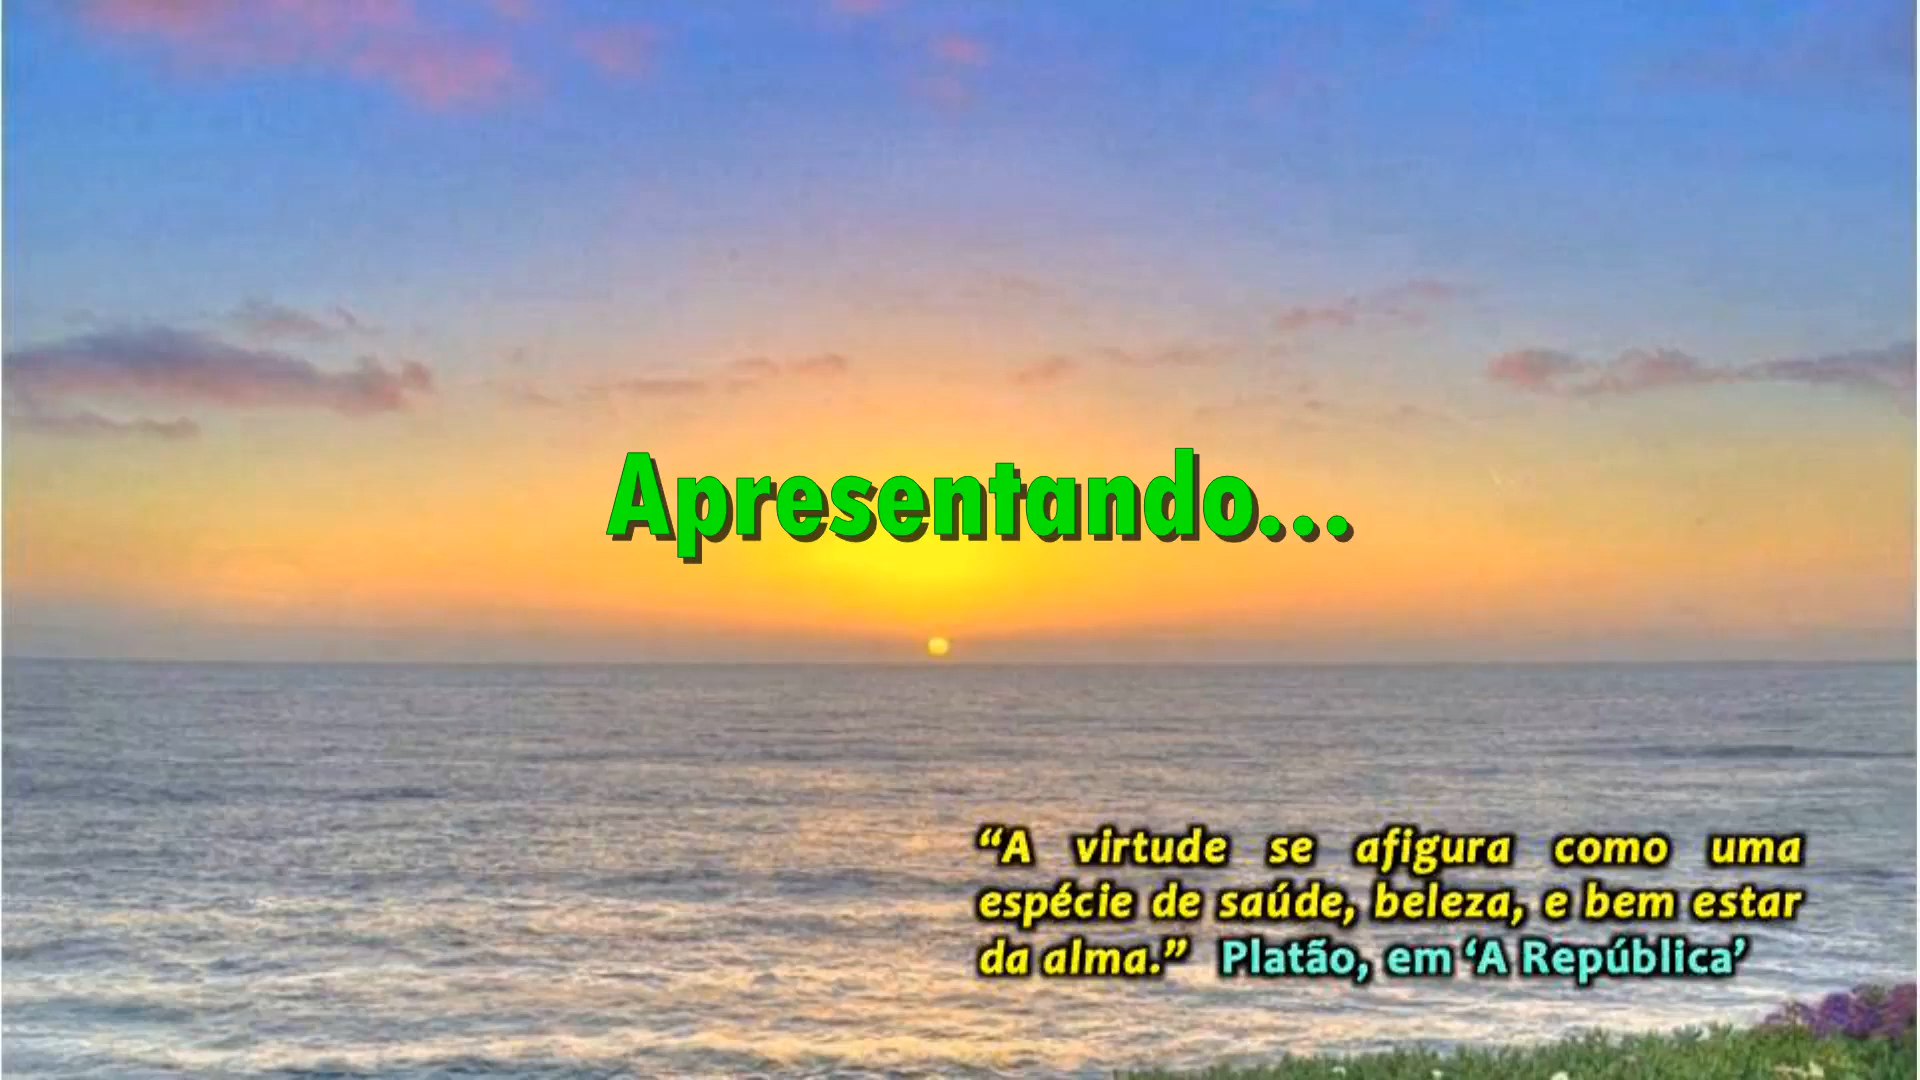 Apresentando...
“A virtude se afigura como uma
espécie de saúde, beleza, e bem estar
da alma.” Platão, em ‘A República’